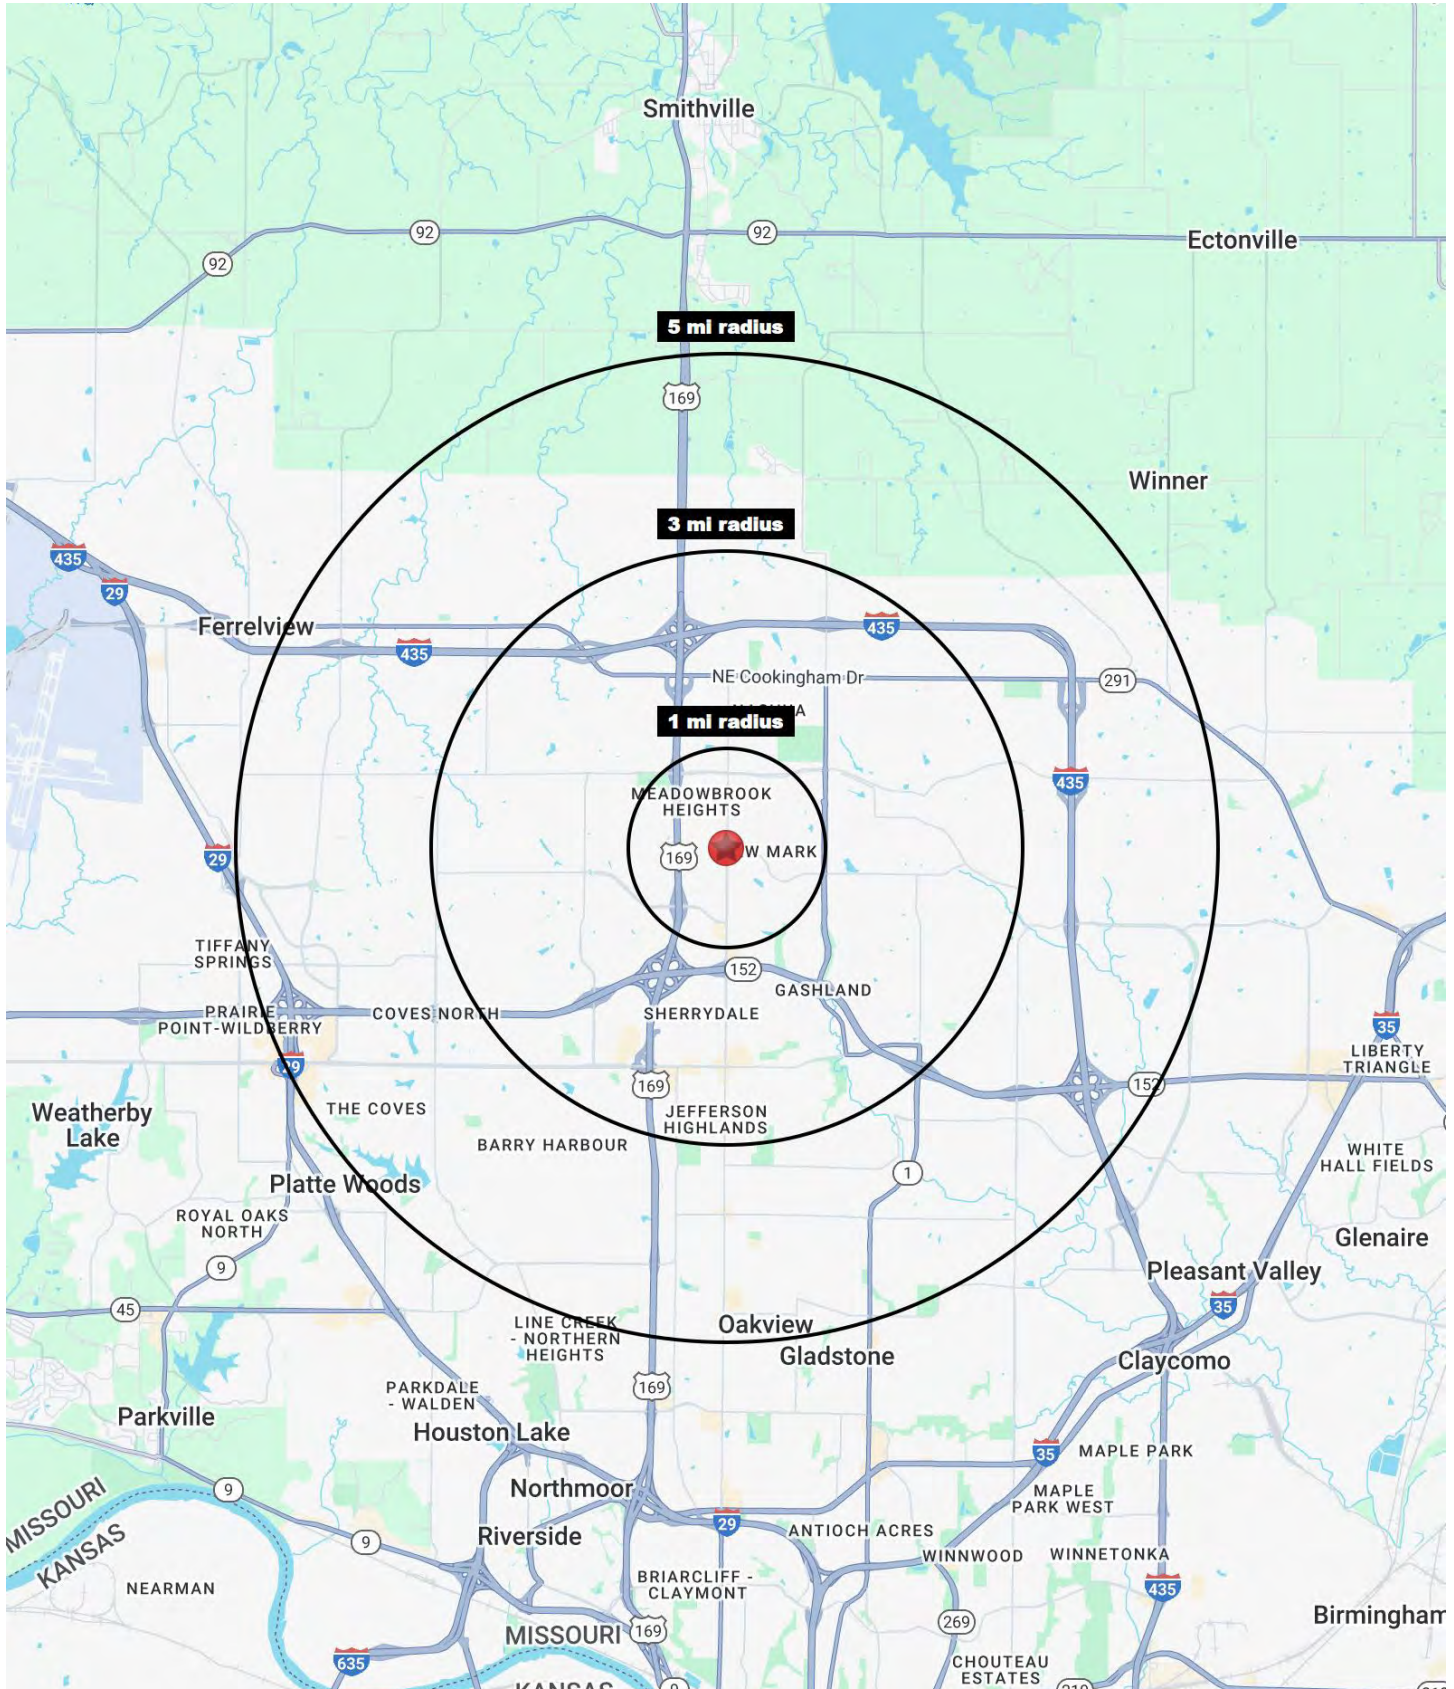 Smithville
92
92
92
Ectonville
5 mi radius
169
Winner
3 mi radius
435
29
Ferrelview
435
435
NE Cookingham Dr
291
1 mi radius
435
MEADOWBROOK
HEIGHTS
W MARK
169
29
TIFFANY
SPRINGS
152
GASHLAND
PRAIRIE
POINT-WILDBERRY
COVES NORTH
SHERRYDALE
35
LIBERTY
TRIANGLE
29
169
152
Weatherby
Lake
THE COVES
JEFFERSON
HIGHLANDS
BARRY HARBOUR
WHITE
HALL FIELDS
1
Platte Woods
ROYAL OAKS
NORTH
Glenaire
9
Pleasant Valley
45
35
LINE CREEK
- NORTHERN
HEIGHTS
Oakview
Gladstone
Claycomo
PARKDALE
- WALDEN
169
Parkville
Houston Lake
35
MAPLE PARK
MISSOURI
KANSAS
9
Northmoor
MAPLE
PARK WEST
29
Riverside
ANTIOCH ACRES
9
WINNWOOD
WINNETONKA
NEARMAN
BRIARCLIFF -
CLAYMONT
435
Birmingham
269
169
MISSOURI
635
CHOUTEAU
ESTATES
KANSAS
9
210